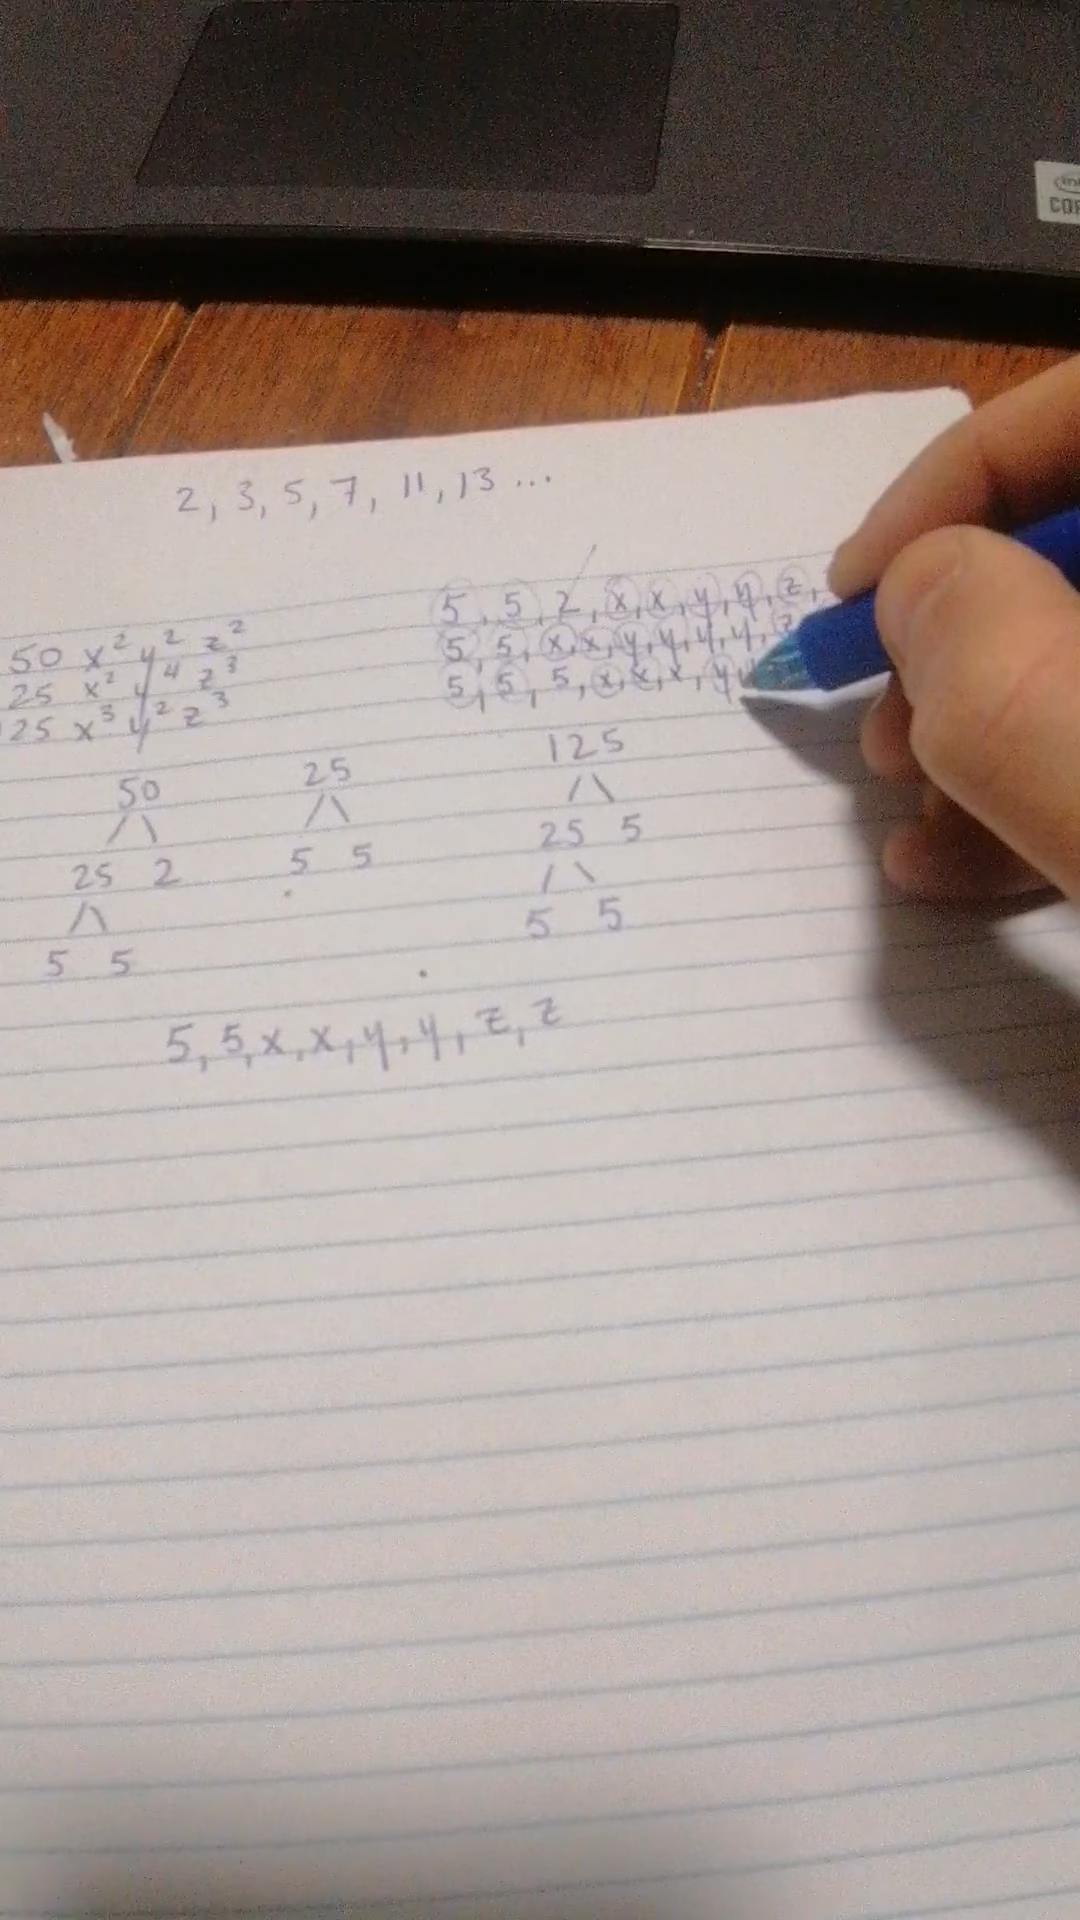 2, 3, 5, 7, 11, 13 ...
50 x² y² z²
25 x² y⁴ z³
125 x³ y² z³
5, 5, 2, x, x, y, y, z,
5, 5, x, x, y, y, y, y, z
5, 5, 5, x, x, x, y, y
50
25 2
5 5
25
5 5
125
25 5
5 5
5, 5, x, x, y, y, z, z